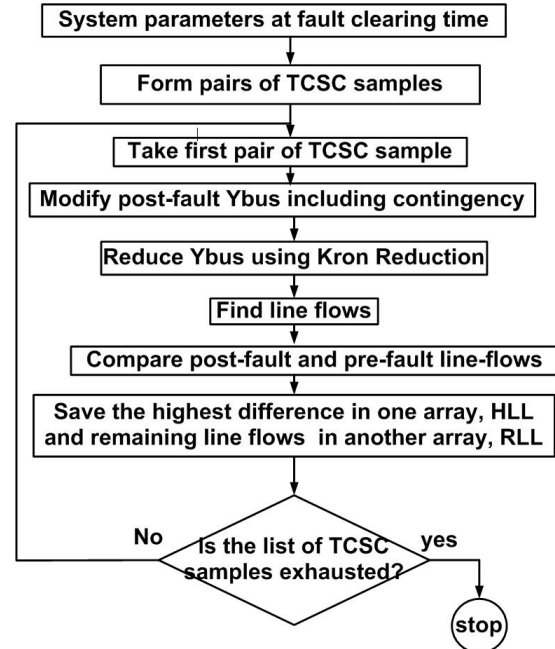 System parameters at fault clearing time
Form pairs of TCSC samples
Take first pair of TCSC sample
Modify post-fault Ybus including contingency
Reduce Ybus using Kron Reduction
Find line flows
Compare post-fault and pre-fault line-flows
Save the highest difference in one array, HLL
and remaining line flows in another array, RLL
No
yes
Is the list of TCSC
samples exhausted?
stop